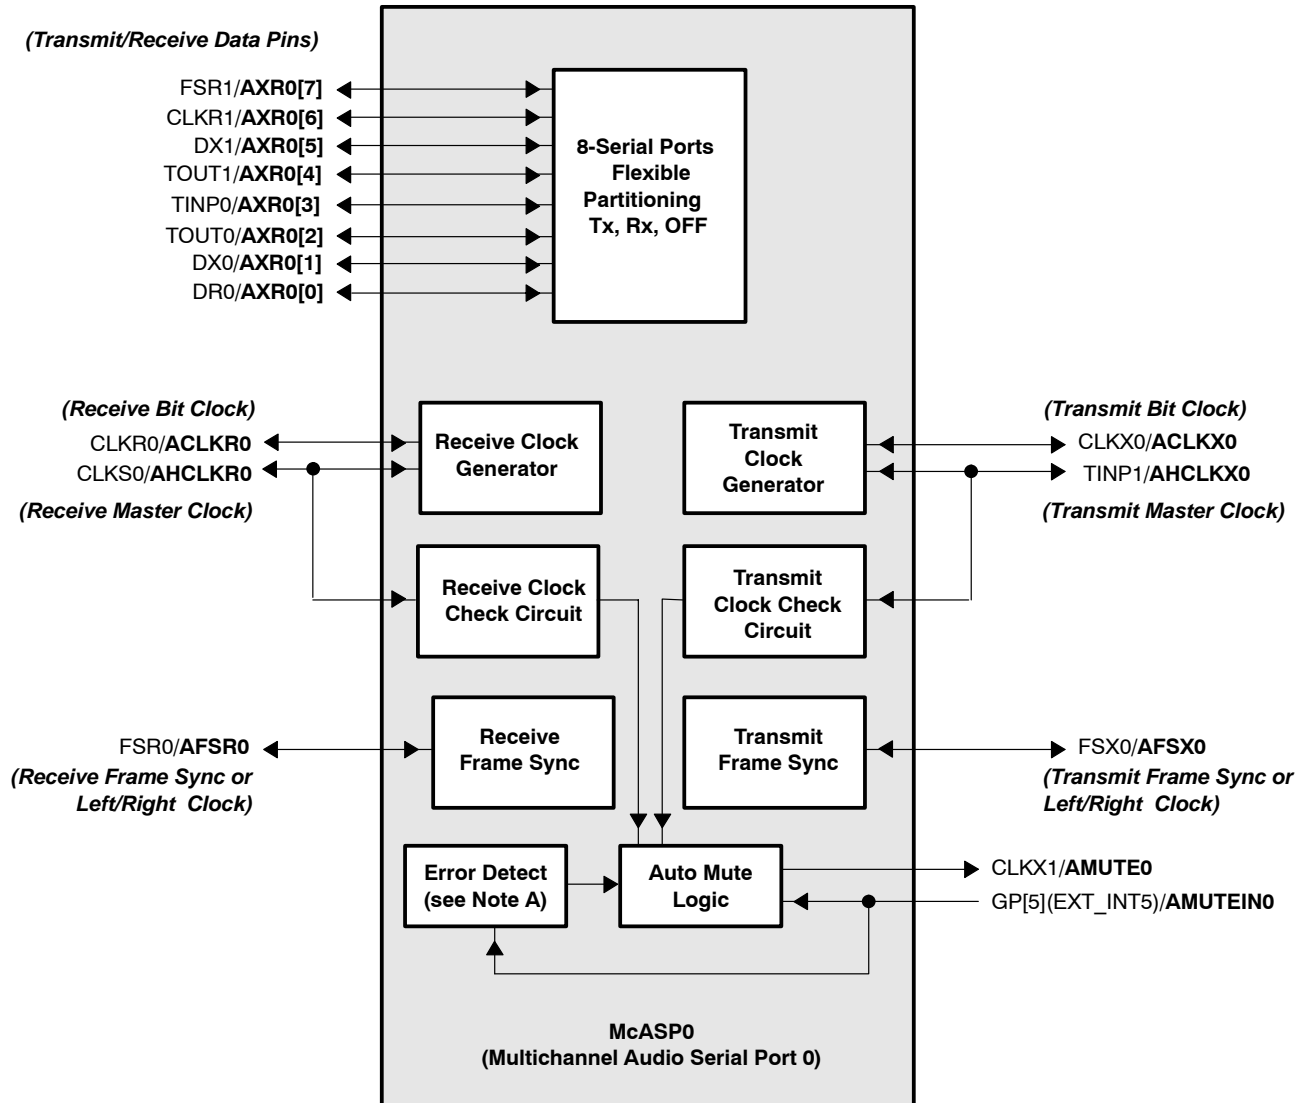 (Transmit/Receive Data Pins)
FSR1/AXR0[7]
CLKR1/AXR0[6]
DX1/AXR0[5]
TOUT1/AXR0[4]
TINP0/AXR0[3]
TOUT0/AXR0[2]
DX0/AXR0[1]
DR0/AXR0[0]
8-Serial Ports
Flexible
Partitioning
Tx, Rx, OFF
(Receive Bit Clock)
CLKR0/ACLKR0
CLKS0/AHCLKR0
(Receive Master Clock)
Receive Clock
Generator
Transmit
Clock
Generator
(Transmit Bit Clock)
CLKX0/ACLKX0
TINP1/AHCLKX0
(Transmit Master Clock)
Receive Clock
Check Circuit
Transmit
Clock Check
Circuit
FSR0/AFSR0
(Receive Frame Sync or
Left/Right Clock)
Receive
Frame Sync
Transmit
Frame Sync
FSX0/AFSX0
(Transmit Frame Sync or
Left/Right Clock)
Error Detect
(see Note A)
Auto Mute
Logic
CLKX1/AMUTE0
GP[5](EXT_INT5)/AMUTEIN0
McASP0
(Multichannel Audio Serial Port 0)